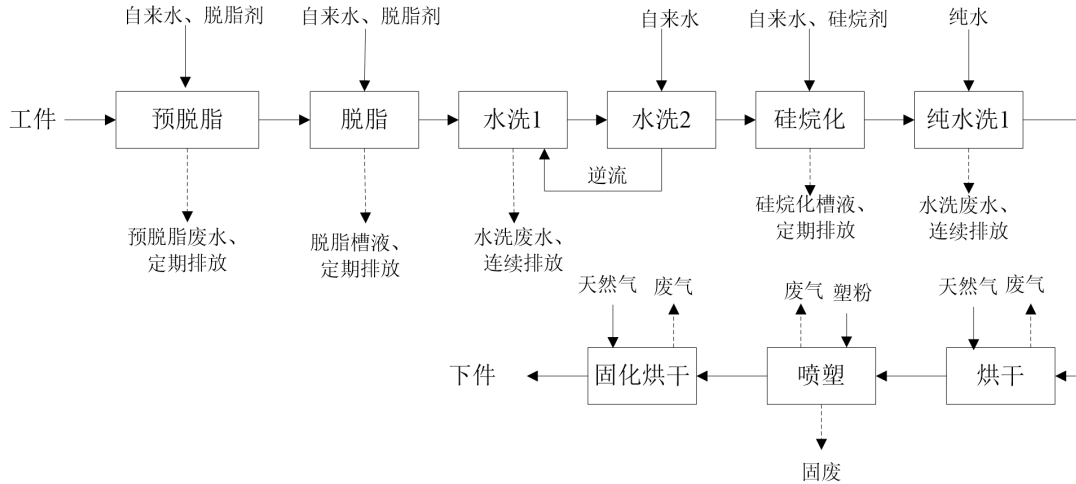 自来水、脱脂剂
自来水、脱脂剂
自来水
自来水、硅烷剂
纯水
工件
预脱脂
脱脂
水洗1
水洗2
硅烷化
纯水洗1
逆流
预脱脂废水、
定期排放
脱脂槽液、
定期排放
水洗废水、
连续排放
硅烷化槽液、
定期排放
水洗废水、
连续排放
天然气
废气
废气
塑粉
天然气
废气
下件
固化烘干
喷塑
烘干
固废